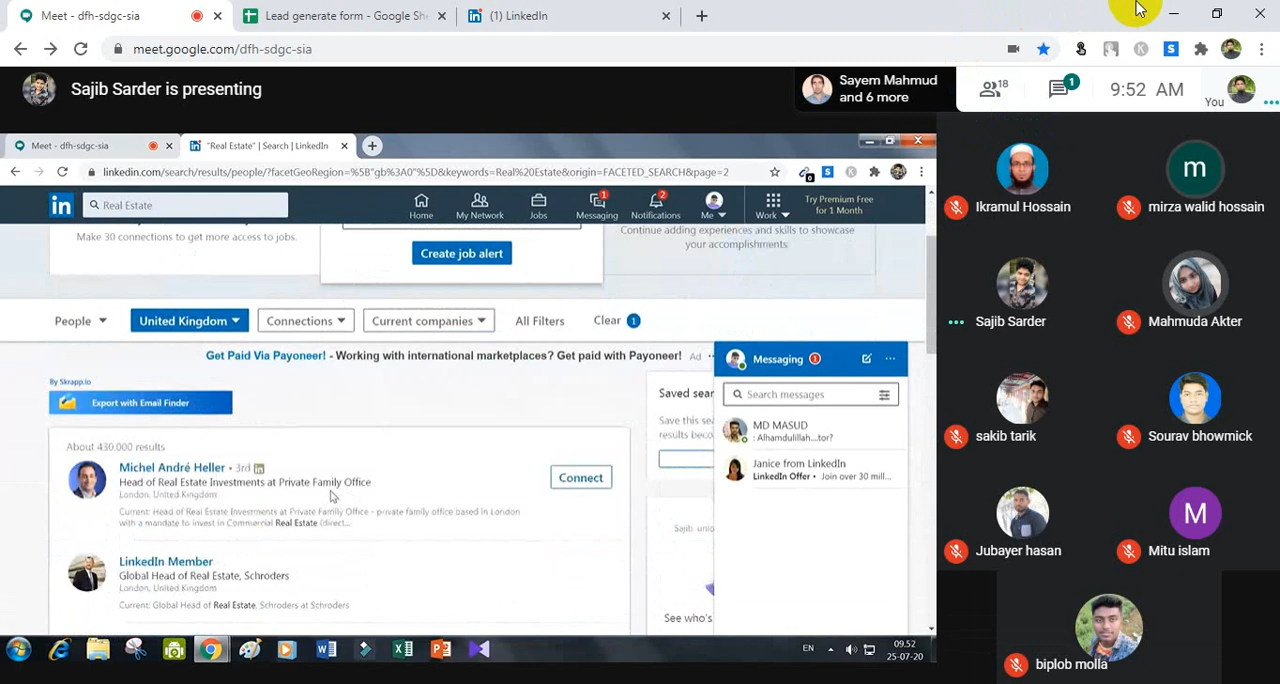 Meet - dfh-sdgc-sia
Lead generate form - Google She
(1) LinkedIn
meet.google.com/dfh-sdgc-sia
Sajib Sarder is presenting
Sayem Mahmud
and 6 more
18
1
9:52 AM
You
Meet - dfh-sdgc-sia
"Real Estate" | Search | LinkedIn
linkedin.com/search/results/people/?facetGeoRegion=%5B"gb%3A0"%5D&keywords=Real%20Estate&origin=FACETED_SEARCH&page=2
in
Real Estate
Home
My Network
Jobs
1
Messaging
2
Notifications
Me
Work
Try Premium Free
for 1 Month
Make 30 connections to get more access to jobs.
Create job alert
Continue adding experiences and skills to showcase
your accomplishments
People
United Kingdom
Connections
Current companies
All Filters
Clear 1
Get Paid Via Payoneer! - Working with international marketplaces? Get paid with Payoneer! Ad ···
By Skrapp.io
Export with Email Finder
About 430,000 results
Michel André Heller • 3rd in
Head of Real Estate Investments at Private Family Office
London, United Kingdom
Current: Head of Real Estate Investments at Private Family Office - private family office based in London
with a mandate to invest in Commercial Real Estate (direct...
Connect
LinkedIn Member
Global Head of Real Estate, Schroders
London, United Kingdom
Current: Global Head of Real Estate, Schroders at Schroders
Saved sear
Save this sea
results beco
See who's
Messaging 1
Search messages
MD MASUD
: Alhamdulillah...tor?
Janice from LinkedIn
LinkedIn Offer • Join over 30 mill...
EN
09.52
25-07-20
Ikramul Hossain
m
mirza walid hossain
Sajib Sarder
Mahmuda Akter
sakib tarik
Sourav bhowmick
Jubayer hasan
M
Mitu islam
biplob molla